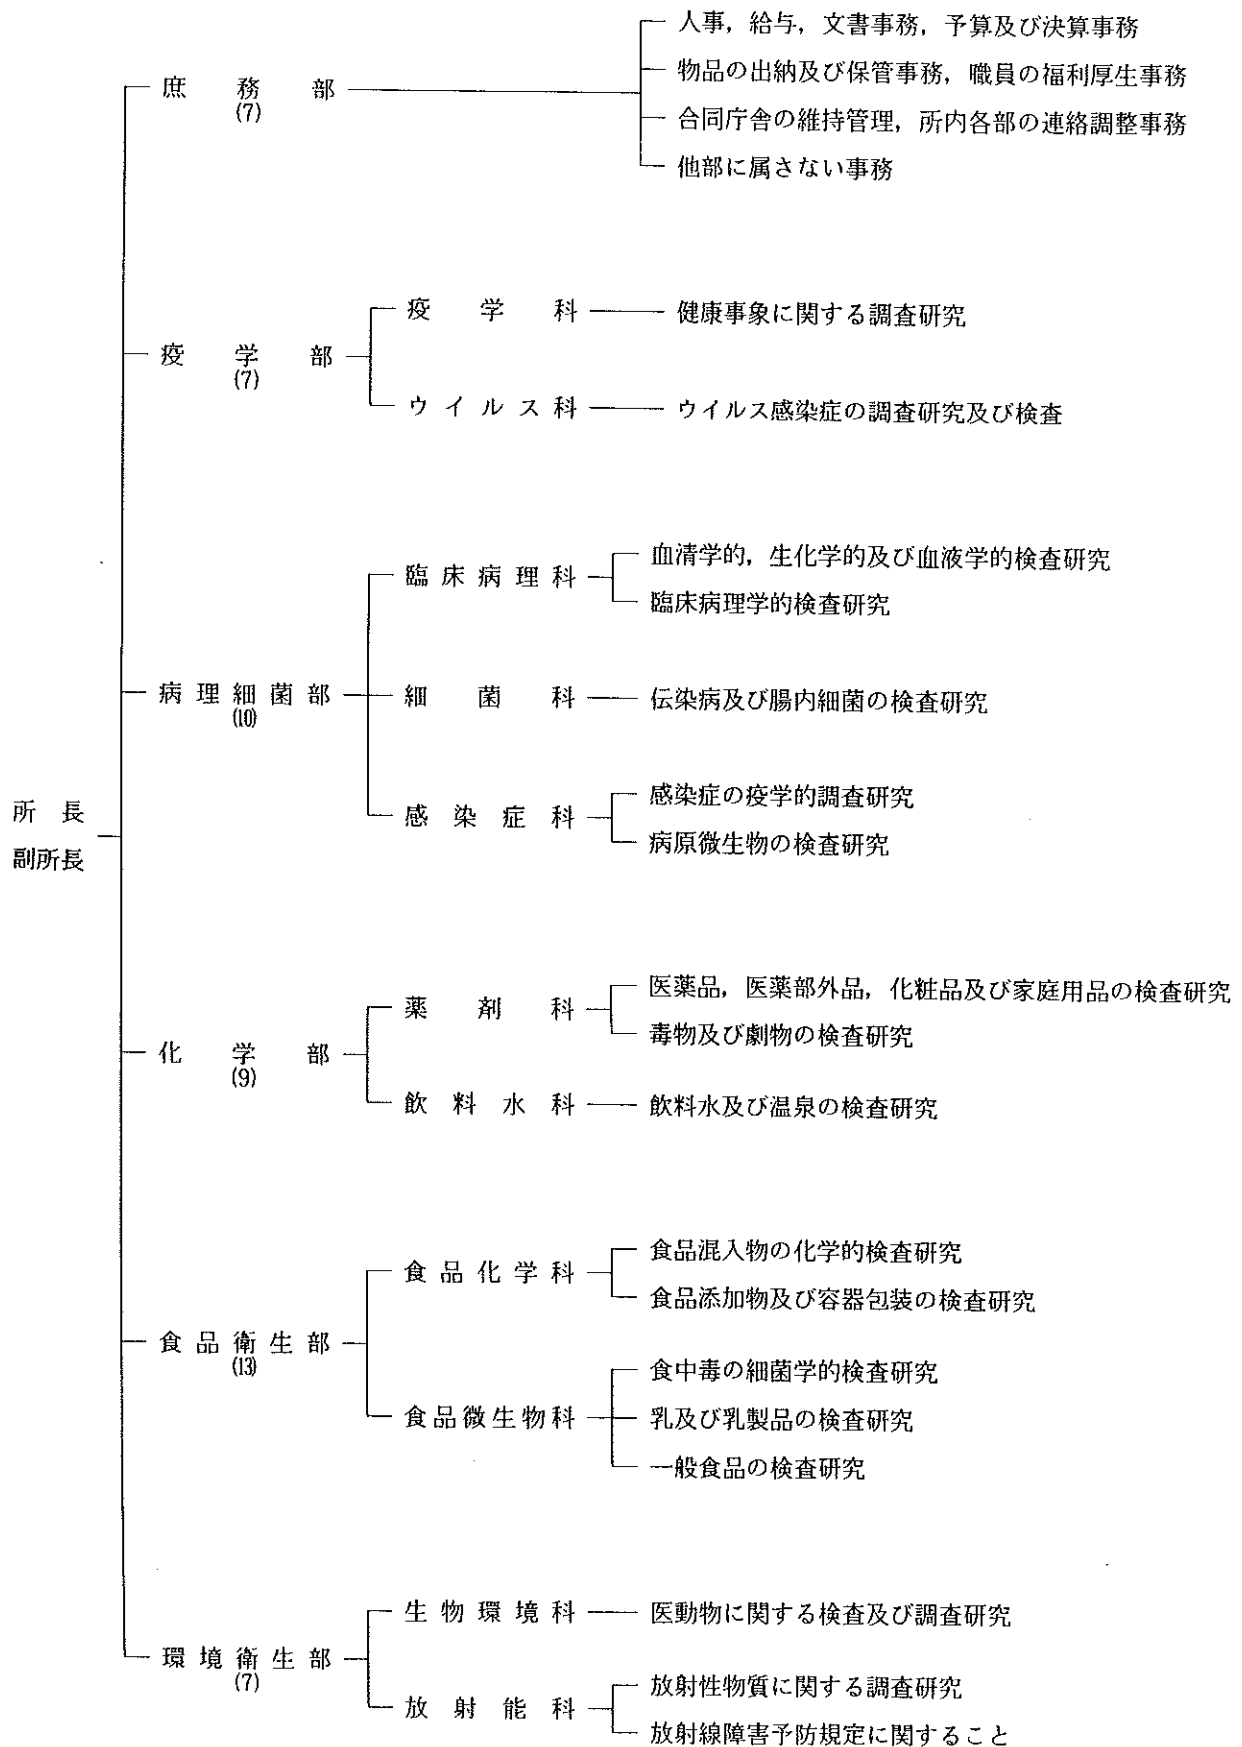 所長
副所長
庶務部
(7)
人事，給与，文書事務，予算及び決算事務
物品の出納及び保管事務，職員の福利厚生事務
合同庁舎の維持管理，所内各部の連絡調整事務
他部に属さない事務
疫学部
(7)
疫学科
健康事象に関する調査研究
ウイルス科
ウイルス感染症の調査研究及び検査
病理細菌部
(10)
臨床病理科
血清学的，生化学的及び血液学的検査研究
臨床病理学的検査研究
細菌科
伝染病及び腸内細菌の検査研究
感染症科
感染症の疫学的調査研究
病原微生物の検査研究
化学部
(9)
薬剤科
医薬品，医薬部外品，化粧品及び家庭用品の検査研究
毒物及び劇物の検査研究
飲料水科
飲料水及び温泉の検査研究
食品衛生部
(13)
食品化学科
食品混入物の化学的検査研究
食品添加物及び容器包装の検査研究
食品微生物科
食中毒の細菌学的検査研究
乳及び乳製品の検査研究
一般食品の検査研究
環境衛生部
(7)
生物環境科
医動物に関する検査及び調査研究
放射能科
放射性物質に関する調査研究
放射線障害予防規定に関すること